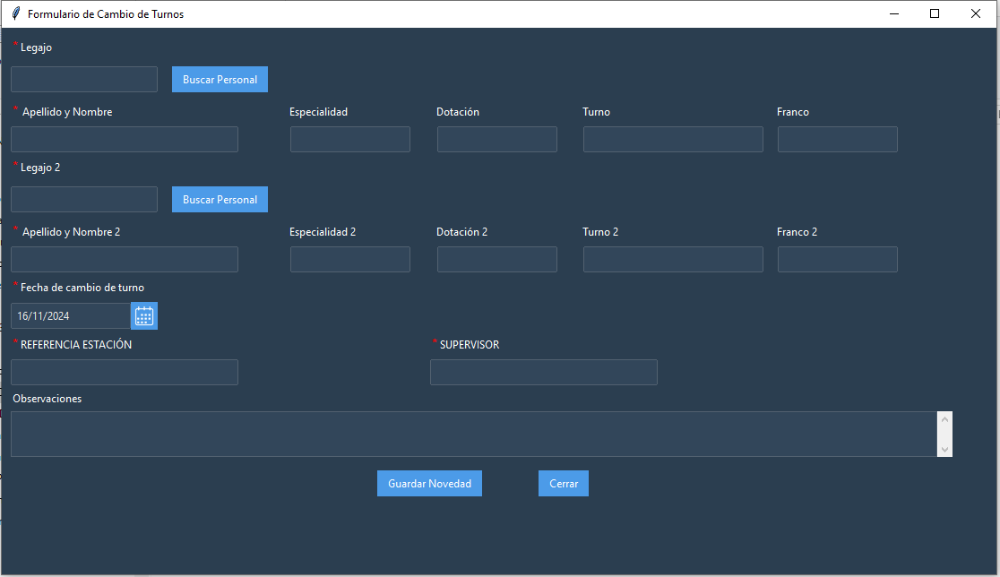 Formulario de Cambio de Turnos
* Legajo
Buscar Personal
* Apellido y Nombre Especialidad Dotación Turno Franco
* Legajo 2
Buscar Personal
* Apellido y Nombre 2 Especialidad 2 Dotación 2 Turno 2 Franco 2
* Fecha de cambio de turno
16/11/2024
* REFERENCIA ESTACIÓN * SUPERVISOR
Observaciones
Guardar Novedad Cerrar